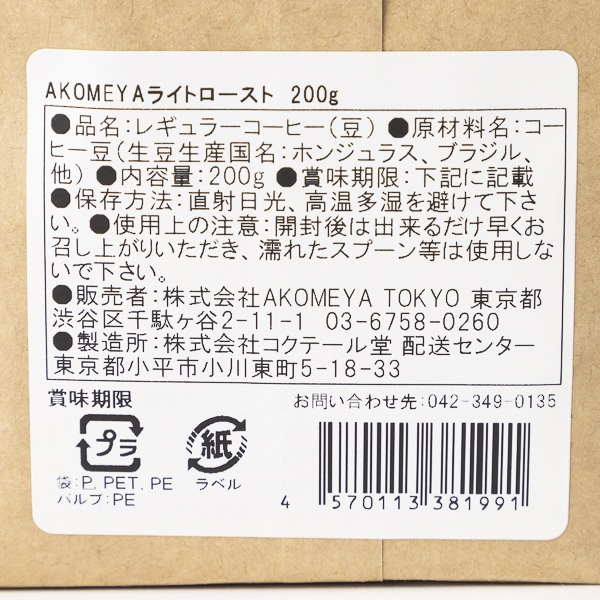 AKOMEYAライトロースト 200g
●品名:レギュラーコーヒー(豆) ●原材料名:コー
ヒー豆(生豆生産国名:ホンジュラス、ブラジル、
他) ●内容量:200g ●賞味期限:下記に記載
●保存方法:直射日光、高温多湿を避けて下さ
い。●使用上の注意:開封後は出来るだけ早くお
召し上がりいただき、濡れたスプーン等は使用しな
いで下さい。
●販売者:株式会社AKOMEYA TOKYO 東京都
渋谷区千駄ヶ谷2-11-1 03-6758-0260
●製造所:株式会社コクテール堂 配送センター
東京都小平市小川東町5-18-33
賞味期限
お問い合わせ先:042-349-0135
プラ
紙
袋:P, PET, PE
バルブ:PE
ラベル
4 570113 381991